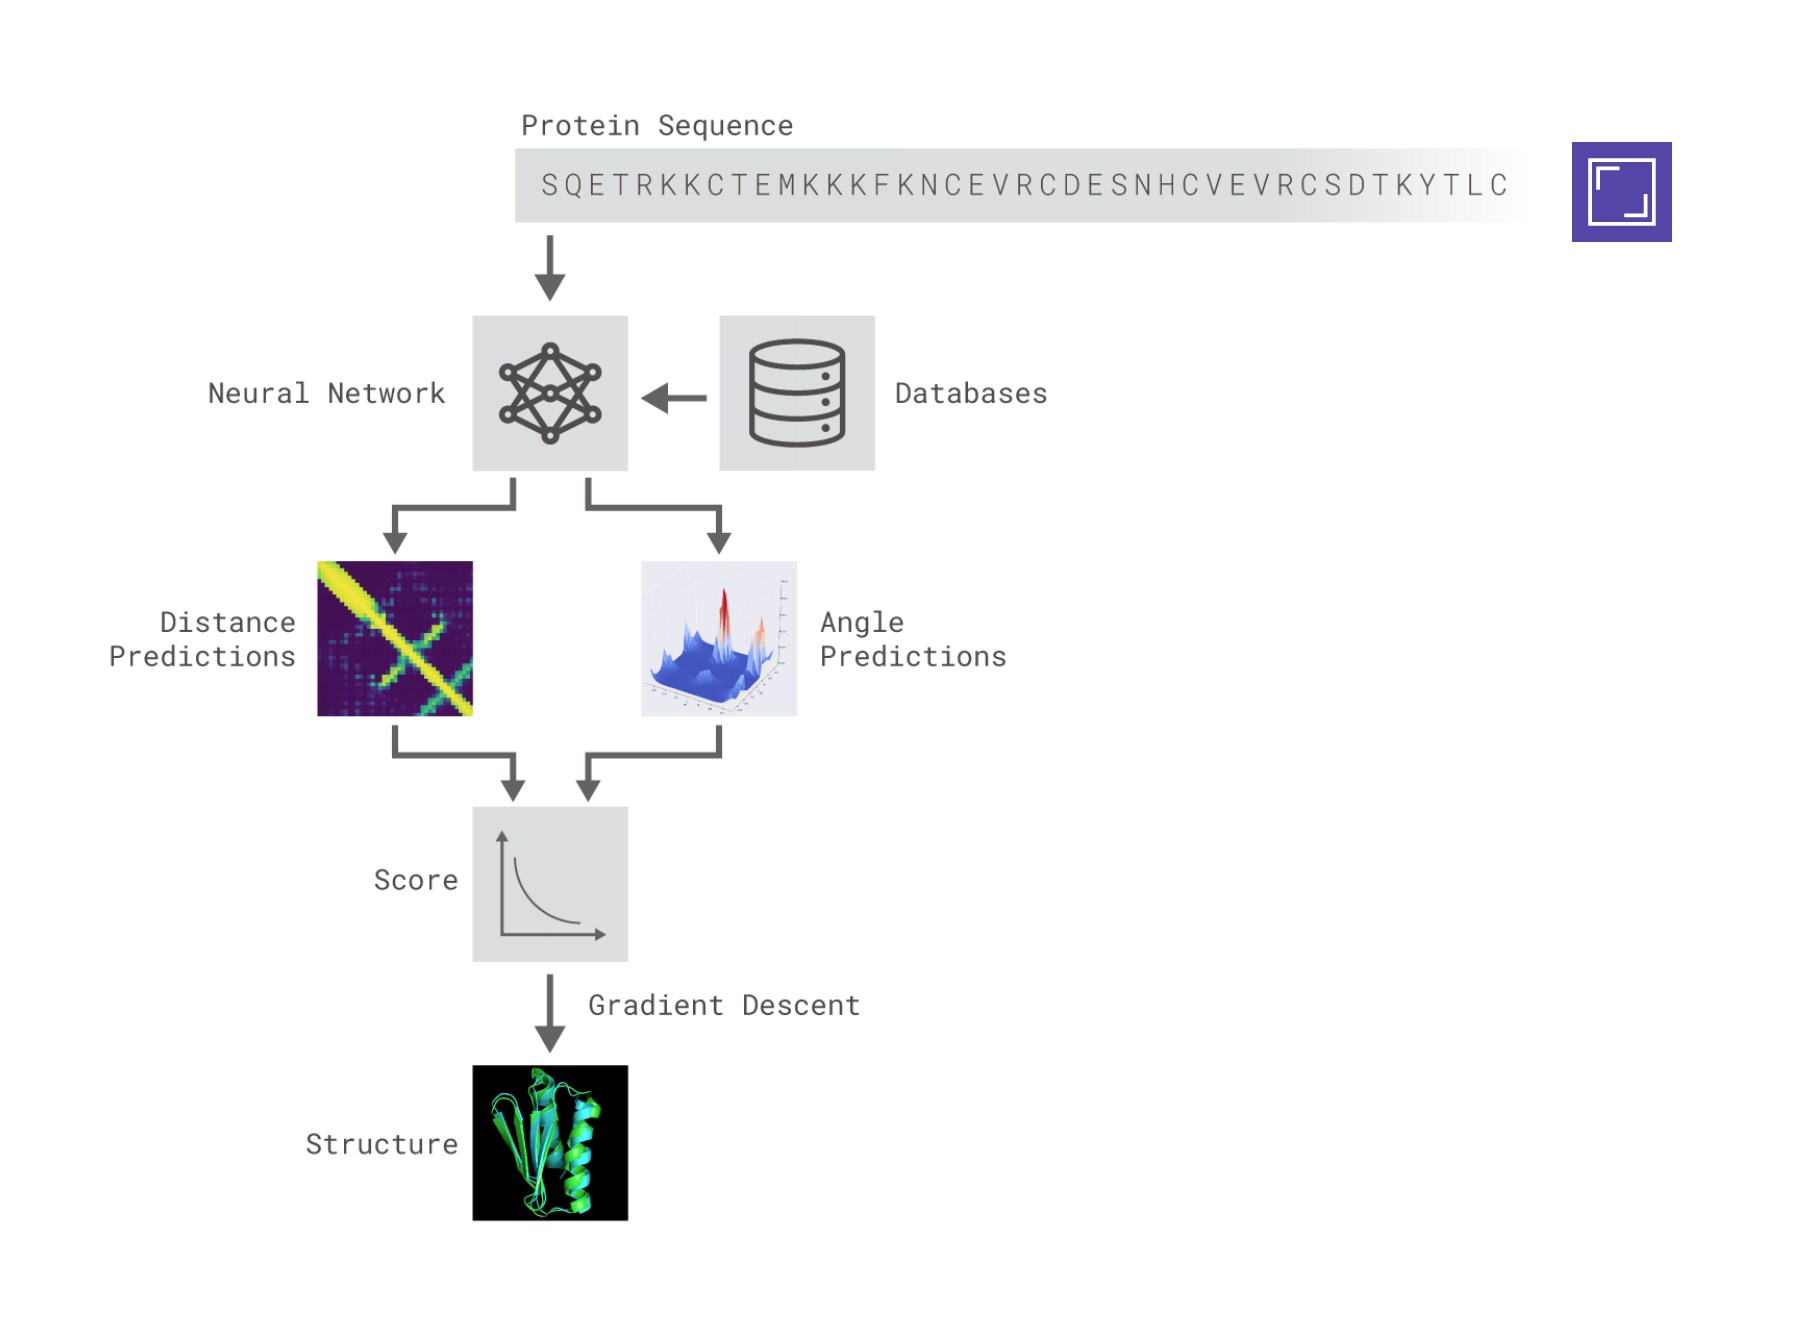 Protein Sequence
SQETRKKCTEMKKKFKNCEVRCDESNHCVEVRCSDTKYTLC
Neural Network
Databases
Distance
Predictions
Angle
Predictions
Score
Gradient Descent
Structure